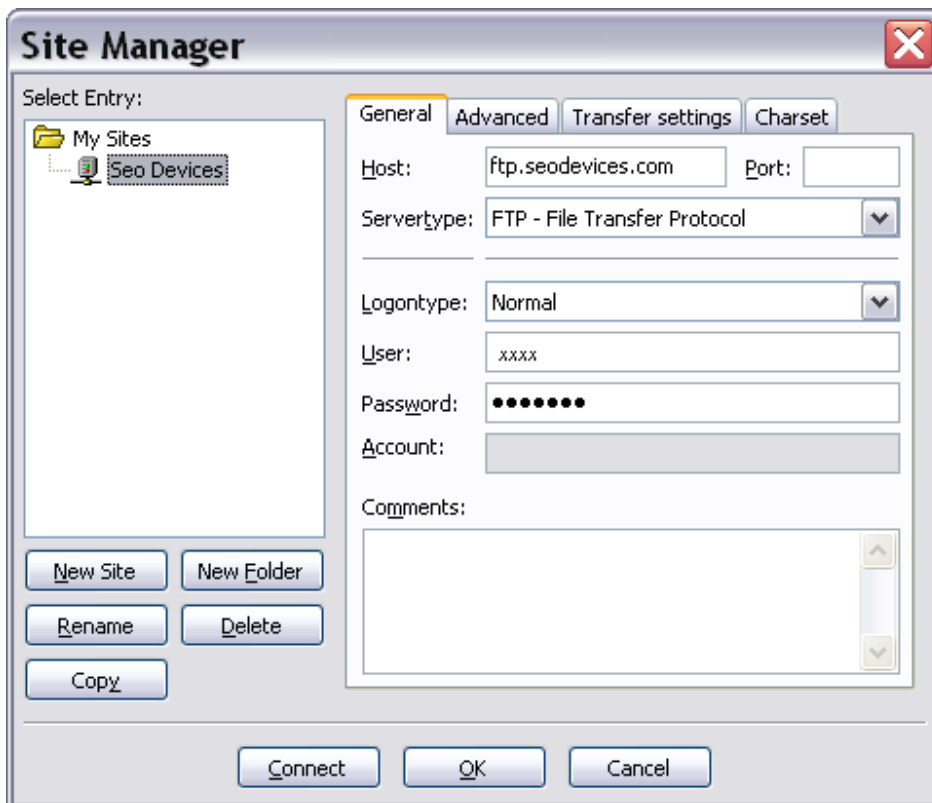 Site Manager
Select Entry:
My Sites
Seo Devices
New Site
New Folder
Rename
Delete
Copy
General
Advanced
Transfer settings
Charset
Host:
ftp.seodevices.com
Port:
Servertype:
FTP - File Transfer Protocol
Logontype:
Normal
User:
xxxx
Password:
•••••••
Account:
Comments:
Connect
OK
Cancel